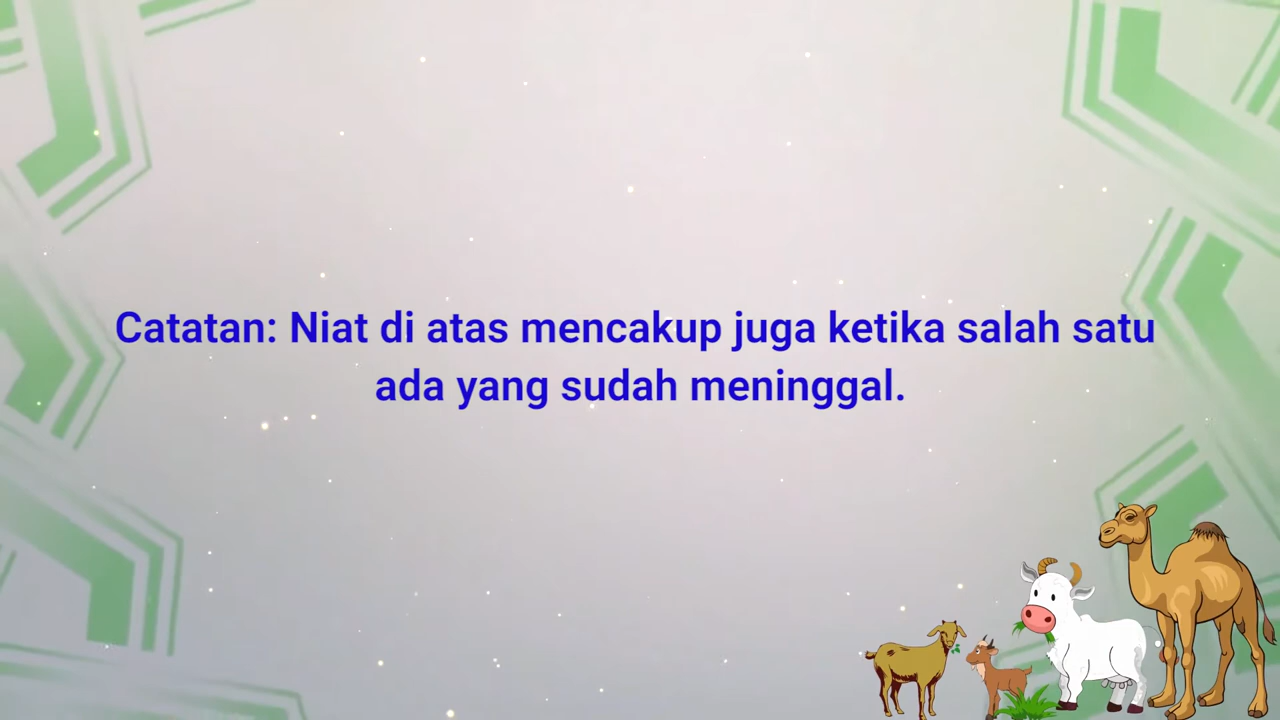 Catatan: Niat di atas mencakup juga ketika salah satu
ada yang sudah meninggal.